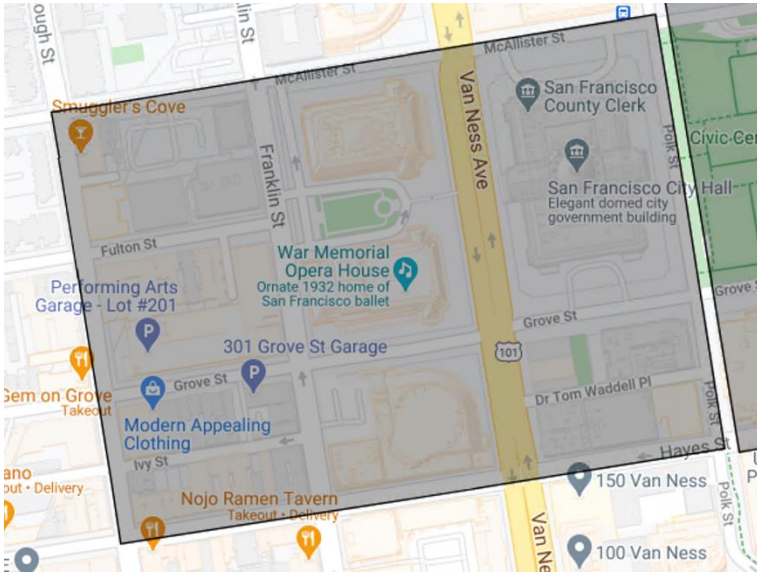 ough St
nklin St
McAllister St
McAllister St
Smuggler's Cove
Van Ness Ave
San Francisco
County Clerk
Polk St
Civic Cen
Franklin St
San Francisco City Hall
Elegant domed city
government building
Fulton St
War Memorial
Opera House
Ornate 1932 home of
San Francisco ballet
Performing Arts
Garage - Lot #201
P
Grove S
Grove St
301 Grove St Garage
P
101
Gem on Grove
Takeout
Grove St
Dr Tom Waddell Pl
Modern Appealing
Clothing
Polk St
Ivy St
Hayes St
ano
out • Delivery
Nojo Ramen Tavern
Takeout • Delivery
150 Van Ness
Polk St
P
Van Ne
100 Van Ness
E